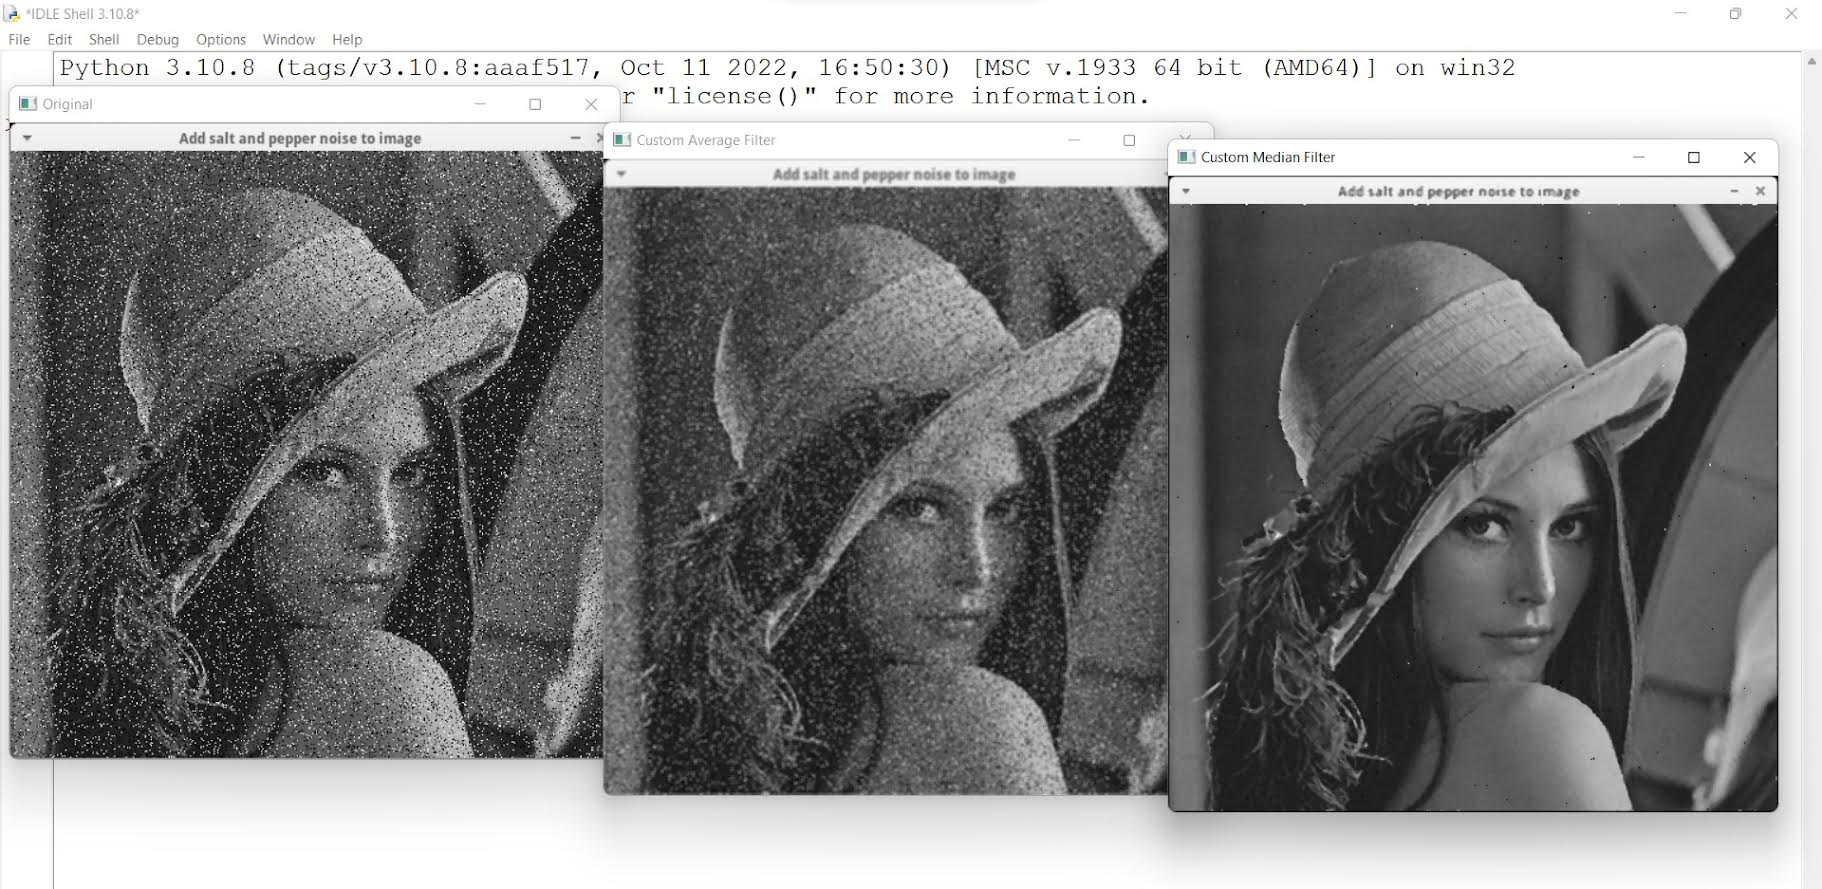 *IDLE Shell 3.10.8*
File Edit Shell Debug Options Window Help
Python 3.10.8 (tags/v3.10.8:aaaf517, Oct 11 2022, 16:50:30) [MSC v.1933 64 bit (AMD64)] on win32
r "license()" for more information.
Original
Add salt and pepper noise to image
Custom Average Filter
Add salt and pepper noise to image
Custom Median Filter
Add salt and pepper noise to image